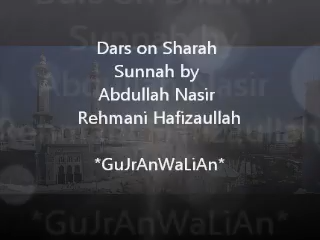 Dars on Sharah
Sunnah by
Abdullah Nasir
Rehmani Hafizaullah
*GuJrAnWaLiAn*